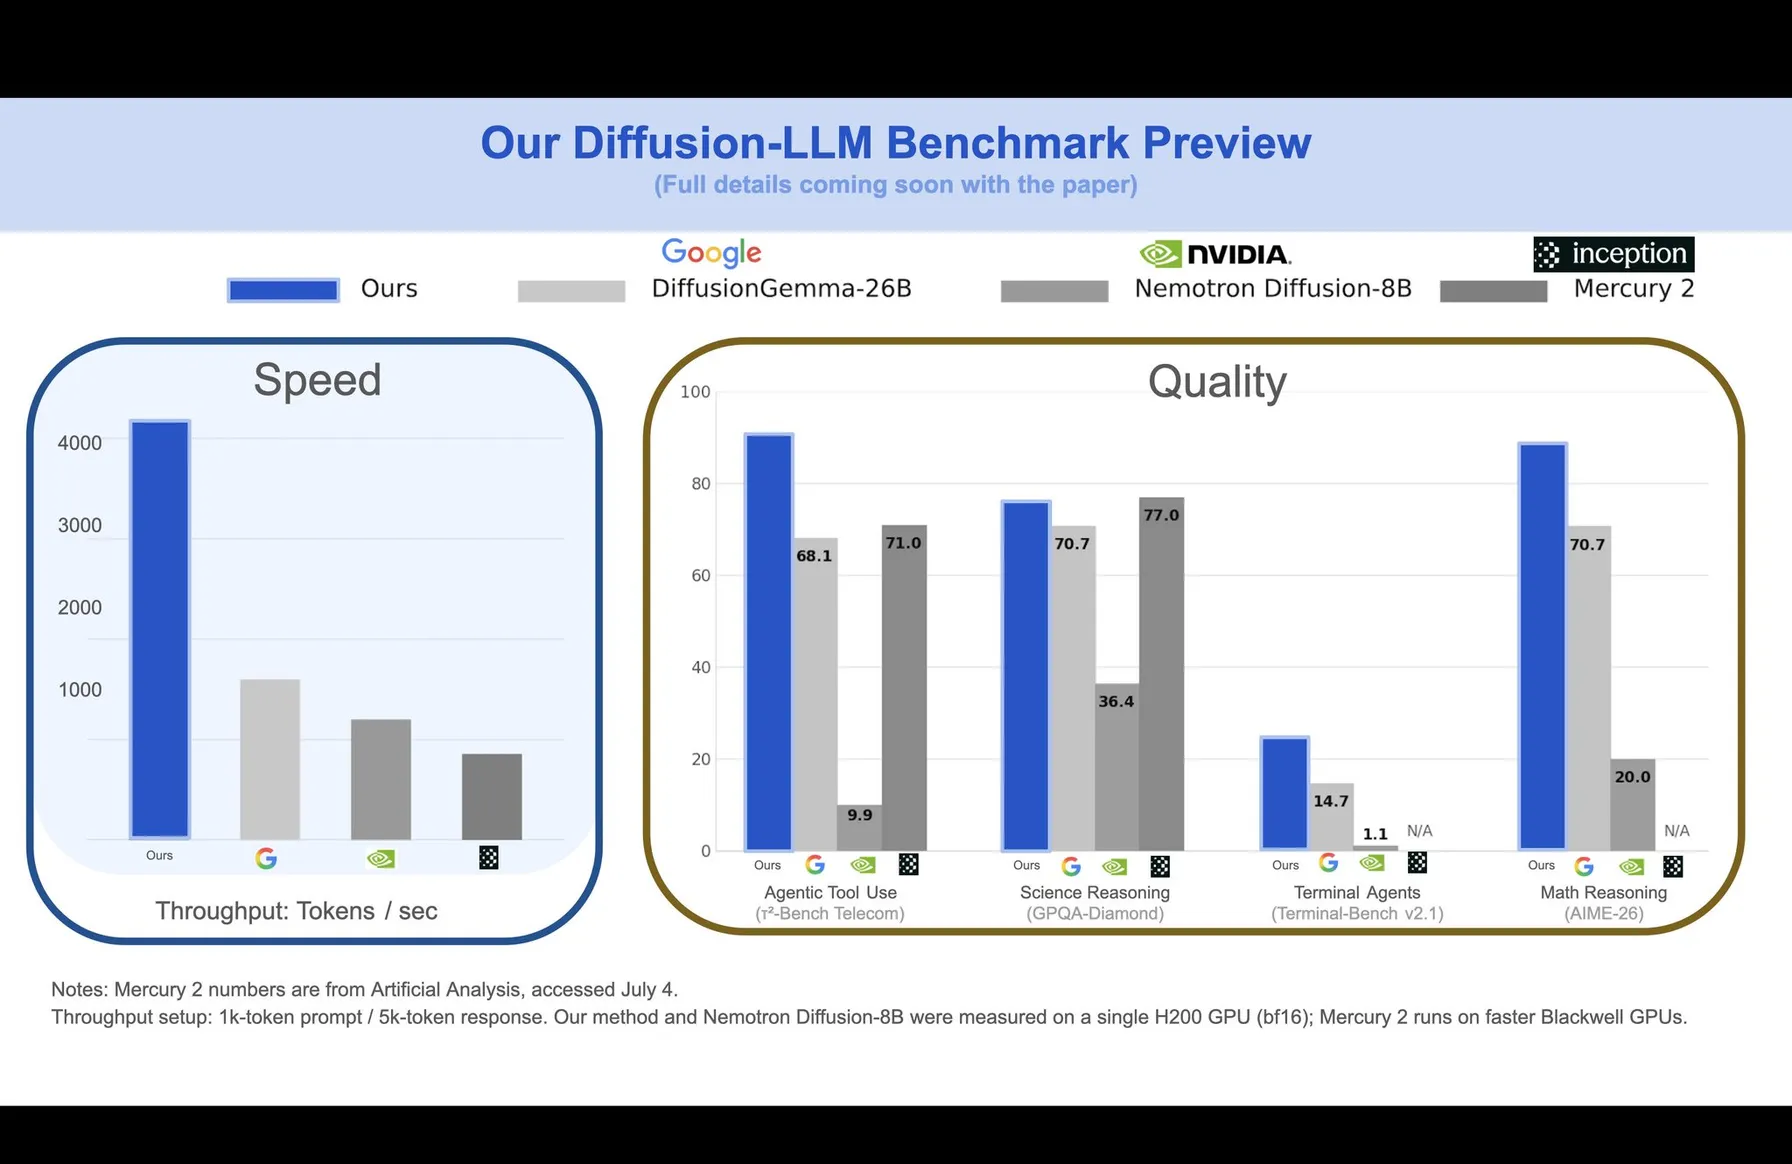 Our Diffusion-LLM Benchmark Preview
(Full details coming soon with the paper)
Google
NVIDIA.
inception
Ours
DiffusionGemma-26B
Nemotron Diffusion-8B
Mercury 2
Speed
4000
3000
2000
1000
Ours
G
Throughput: Tokens / sec
Quality
100
80
60
40
20
0
68.1
9.9
71.0
70.7
36.4
77.0
14.7
1.1
N/A
70.7
20.0
N/A
Ours
G
Ours
G
Ours
G
Ours
G
Agentic Tool Use
(τ²-Bench Telecom)
Science Reasoning
(GPQA-Diamond)
Terminal Agents
(Terminal-Bench v2.1)
Math Reasoning
(AIME-26)
Notes: Mercury 2 numbers are from Artificial Analysis, accessed July 4.
Throughput setup: 1k-token prompt / 5k-token response. Our method and Nemotron Diffusion-8B were measured on a single H200 GPU (bf16); Mercury 2 runs on faster Blackwell GPUs.